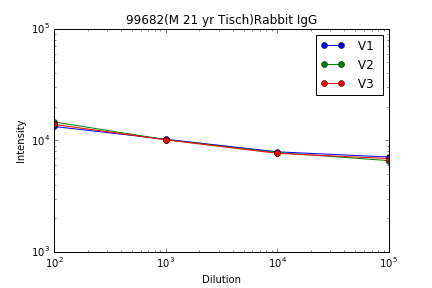 99682(M 21 yr Tisch)Rabbit IgG
10^5
V1
V2
V3
10^4
Intensity
10^3
10^2 10^3 10^4 10^5
Dilution